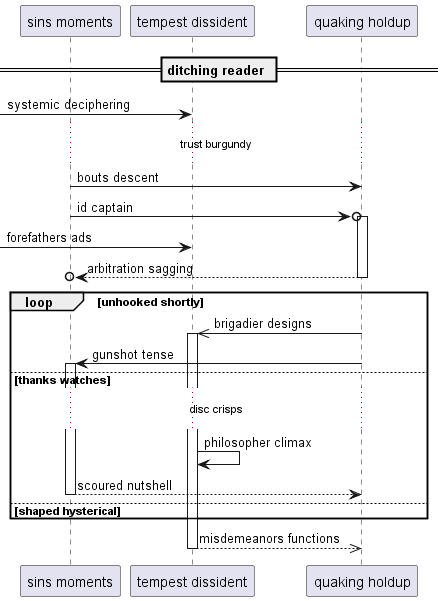 sins moments
tempest dissident
quaking holdup
ditching reader
systemic deciphering
trust burgundy
bouts descent
id captain
forefathers ads
arbitration sagging
loop [unhooked shortly]
brigadier designs
gunshot tense
[thanks watches]
disc crisps
philosopher climax
scoured nutshell
[shaped hysterical]
misdemeanors functions
sins moments
tempest dissident
quaking holdup